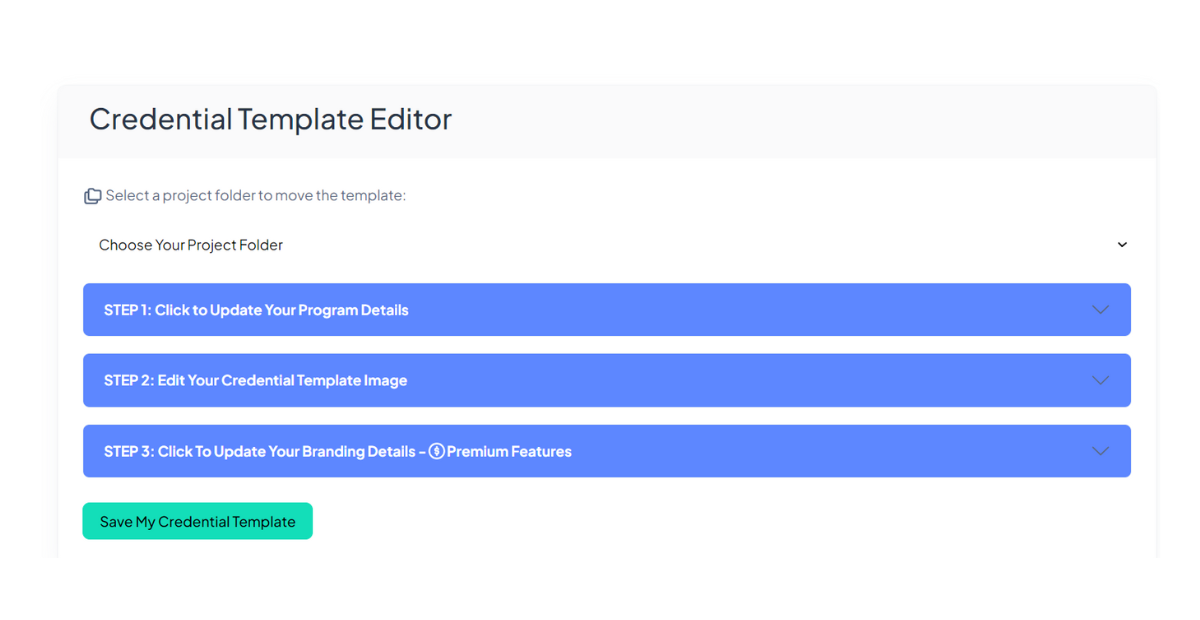 Credential Template Editor
Select a project folder to move the template:
Choose Your Project Folder
STEP 1: Click to Update Your Program Details
STEP 2: Edit Your Credential Template Image
STEP 3: Click To Update Your Branding Details - $ Premium Features
Save My Credential Template